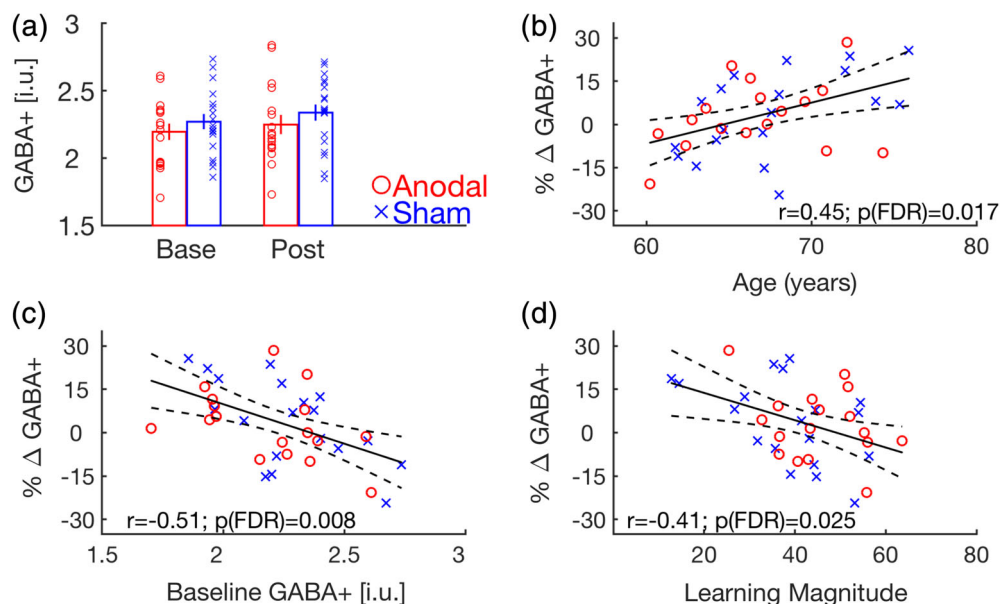 (a)
GABA+ [i.u.]
3
2.5
2
1.5
Base Post
Anodal
Sham
(b)
% Δ GABA+
30
15
0
-15
-30
r=0.45; p(FDR)=0.017
60 70 80
Age (years)
(c)
% Δ GABA+
30
15
0
-15
-30
r=-0.51; p(FDR)=0.008
1.5 2 2.5 3
Baseline GABA+ [i.u.]
(d)
% Δ GABA+
30
15
0
-15
-30
r=-0.41; p(FDR)=0.025
20 40 60 80
Learning Magnitude